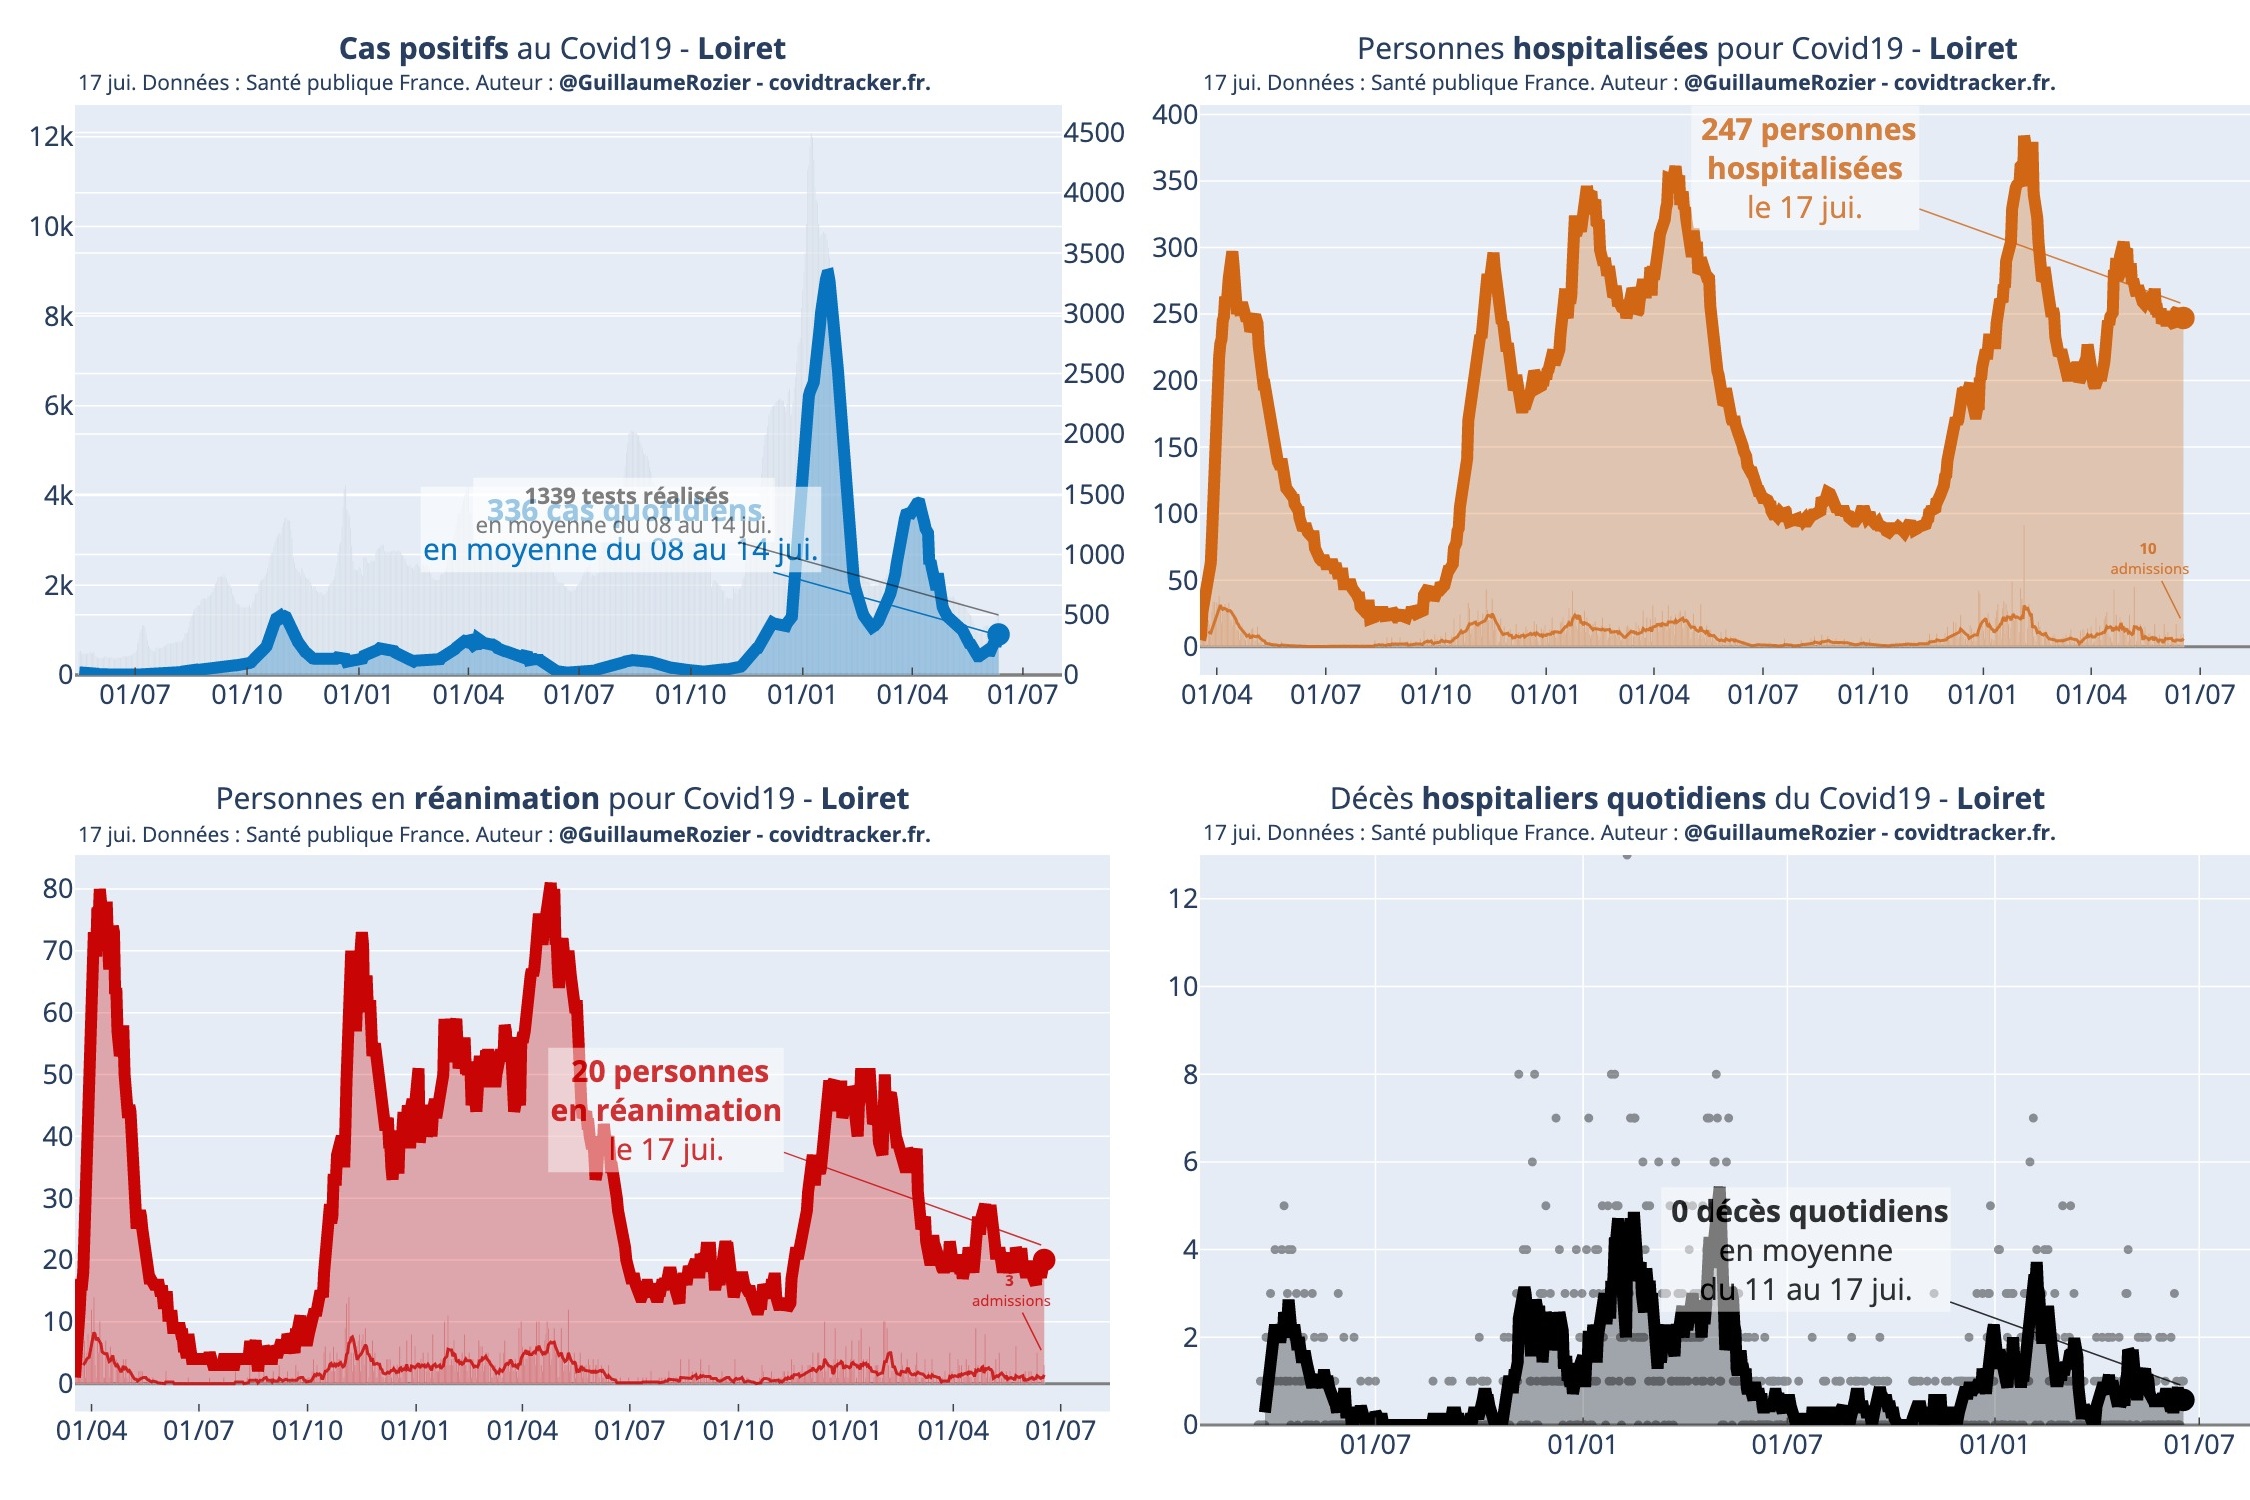 Cas positifs au Covid19 - Loiret
17 jui. Données : Santé publique France. Auteur : @GuillaumeRozier - covidtracker.fr.
12k
10k
8k
6k
4k
2k
0
4500
4000
3500
3000
2500
2000
1500
1000
500
0
1339 tests réalisés
336 cas quotidiens
en moyenne du 08 au 14 jui.
en moyenne du 08 au 14 jui.
01/07 01/10 01/01 01/04 01/07 01/10 01/01 01/04 01/07
Personnes hospitalisées pour Covid19 - Loiret
17 jui. Données : Santé publique France. Auteur : @GuillaumeRozier - covidtracker.fr.
400
350
300
250
200
150
100
50
0
247 personnes
hospitalisées
le 17 jui.
10
admissions
01/04 01/07 01/10 01/01 01/04 01/07 01/10 01/01 01/04 01/07
Personnes en réanimation pour Covid19 - Loiret
17 jui. Données : Santé publique France. Auteur : @GuillaumeRozier - covidtracker.fr.
80
70
60
50
40
30
20
10
0
20 personnes
en réanimation
le 17 jui.
3
admissions
01/04 01/07 01/10 01/01 01/04 01/07 01/10 01/01 01/04 01/07
Décès hospitaliers quotidiens du Covid19 - Loiret
17 jui. Données : Santé publique France. Auteur : @GuillaumeRozier - covidtracker.fr.
12
10
8
6
4
2
0
0 décès quotidiens
en moyenne
du 11 au 17 jui.
01/07 01/01 01/07 01/01 01/07